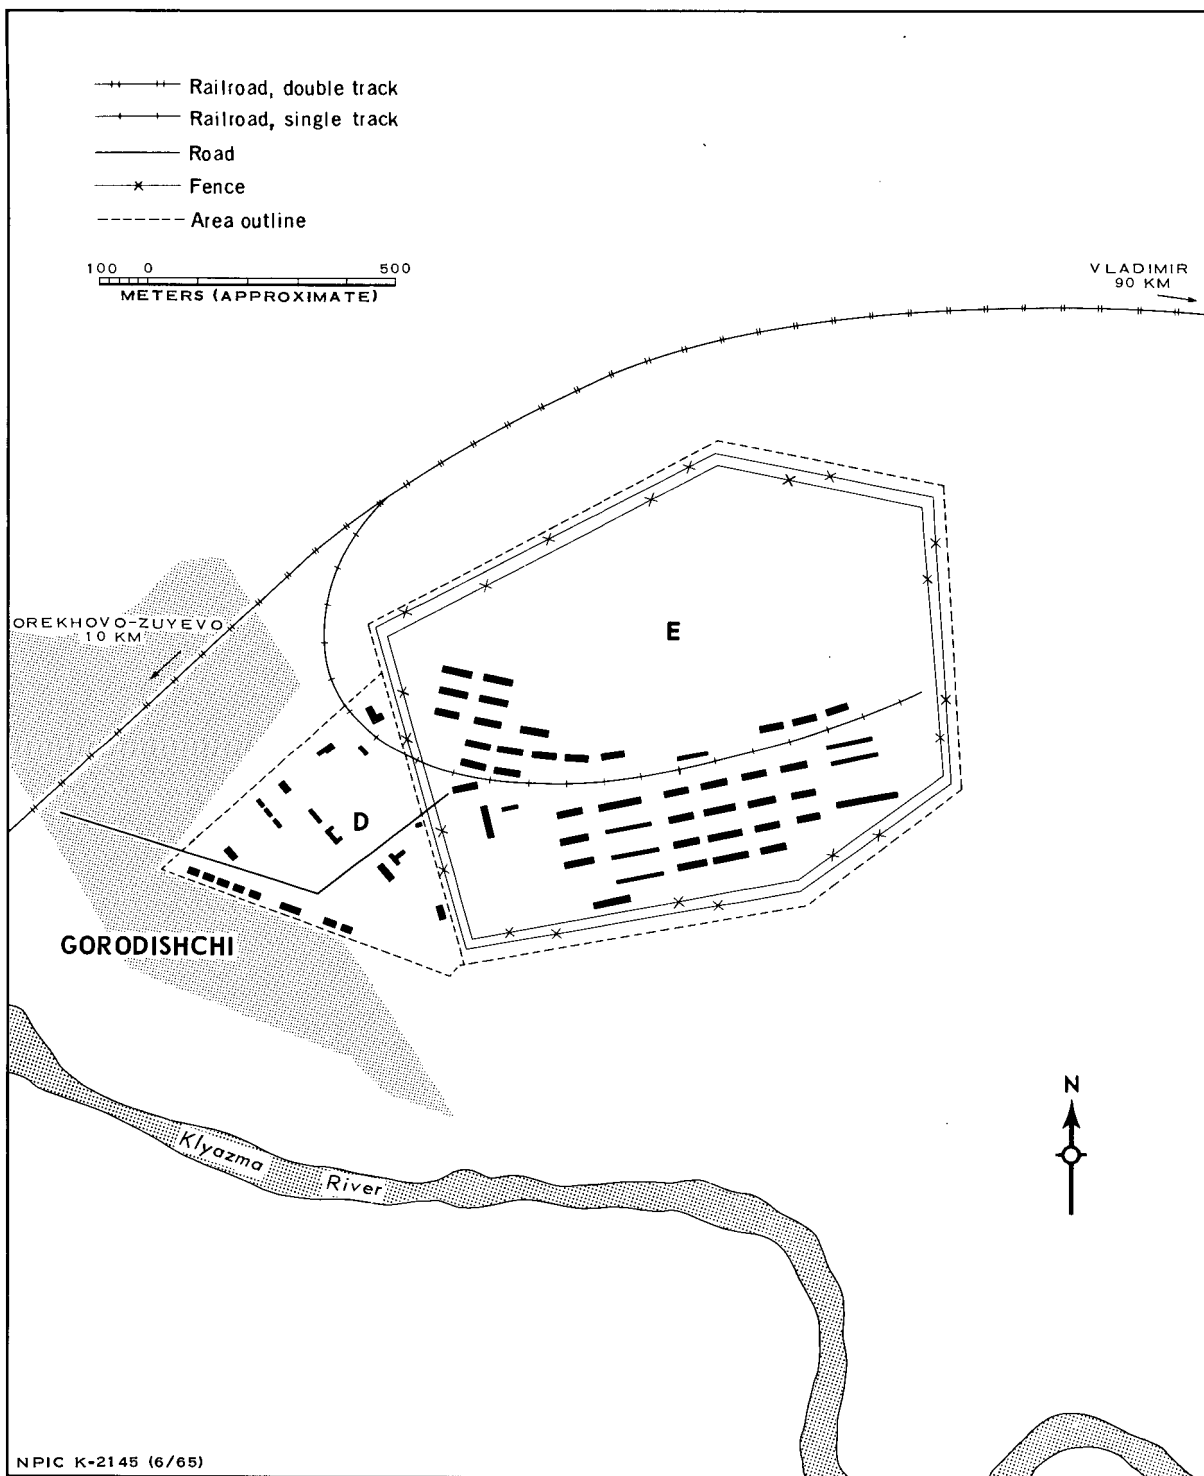 Railroad, double track
Railroad, single track
Road
Fence
Area outline
100 0 500
METERS (APPROXIMATE)
VLADIMIR
90 KM
OREKHOVO-ZUYEVO
10 KM
E
D
GORODISHCHI
N
Klyazma River
NPIC K-2145 (6/65)